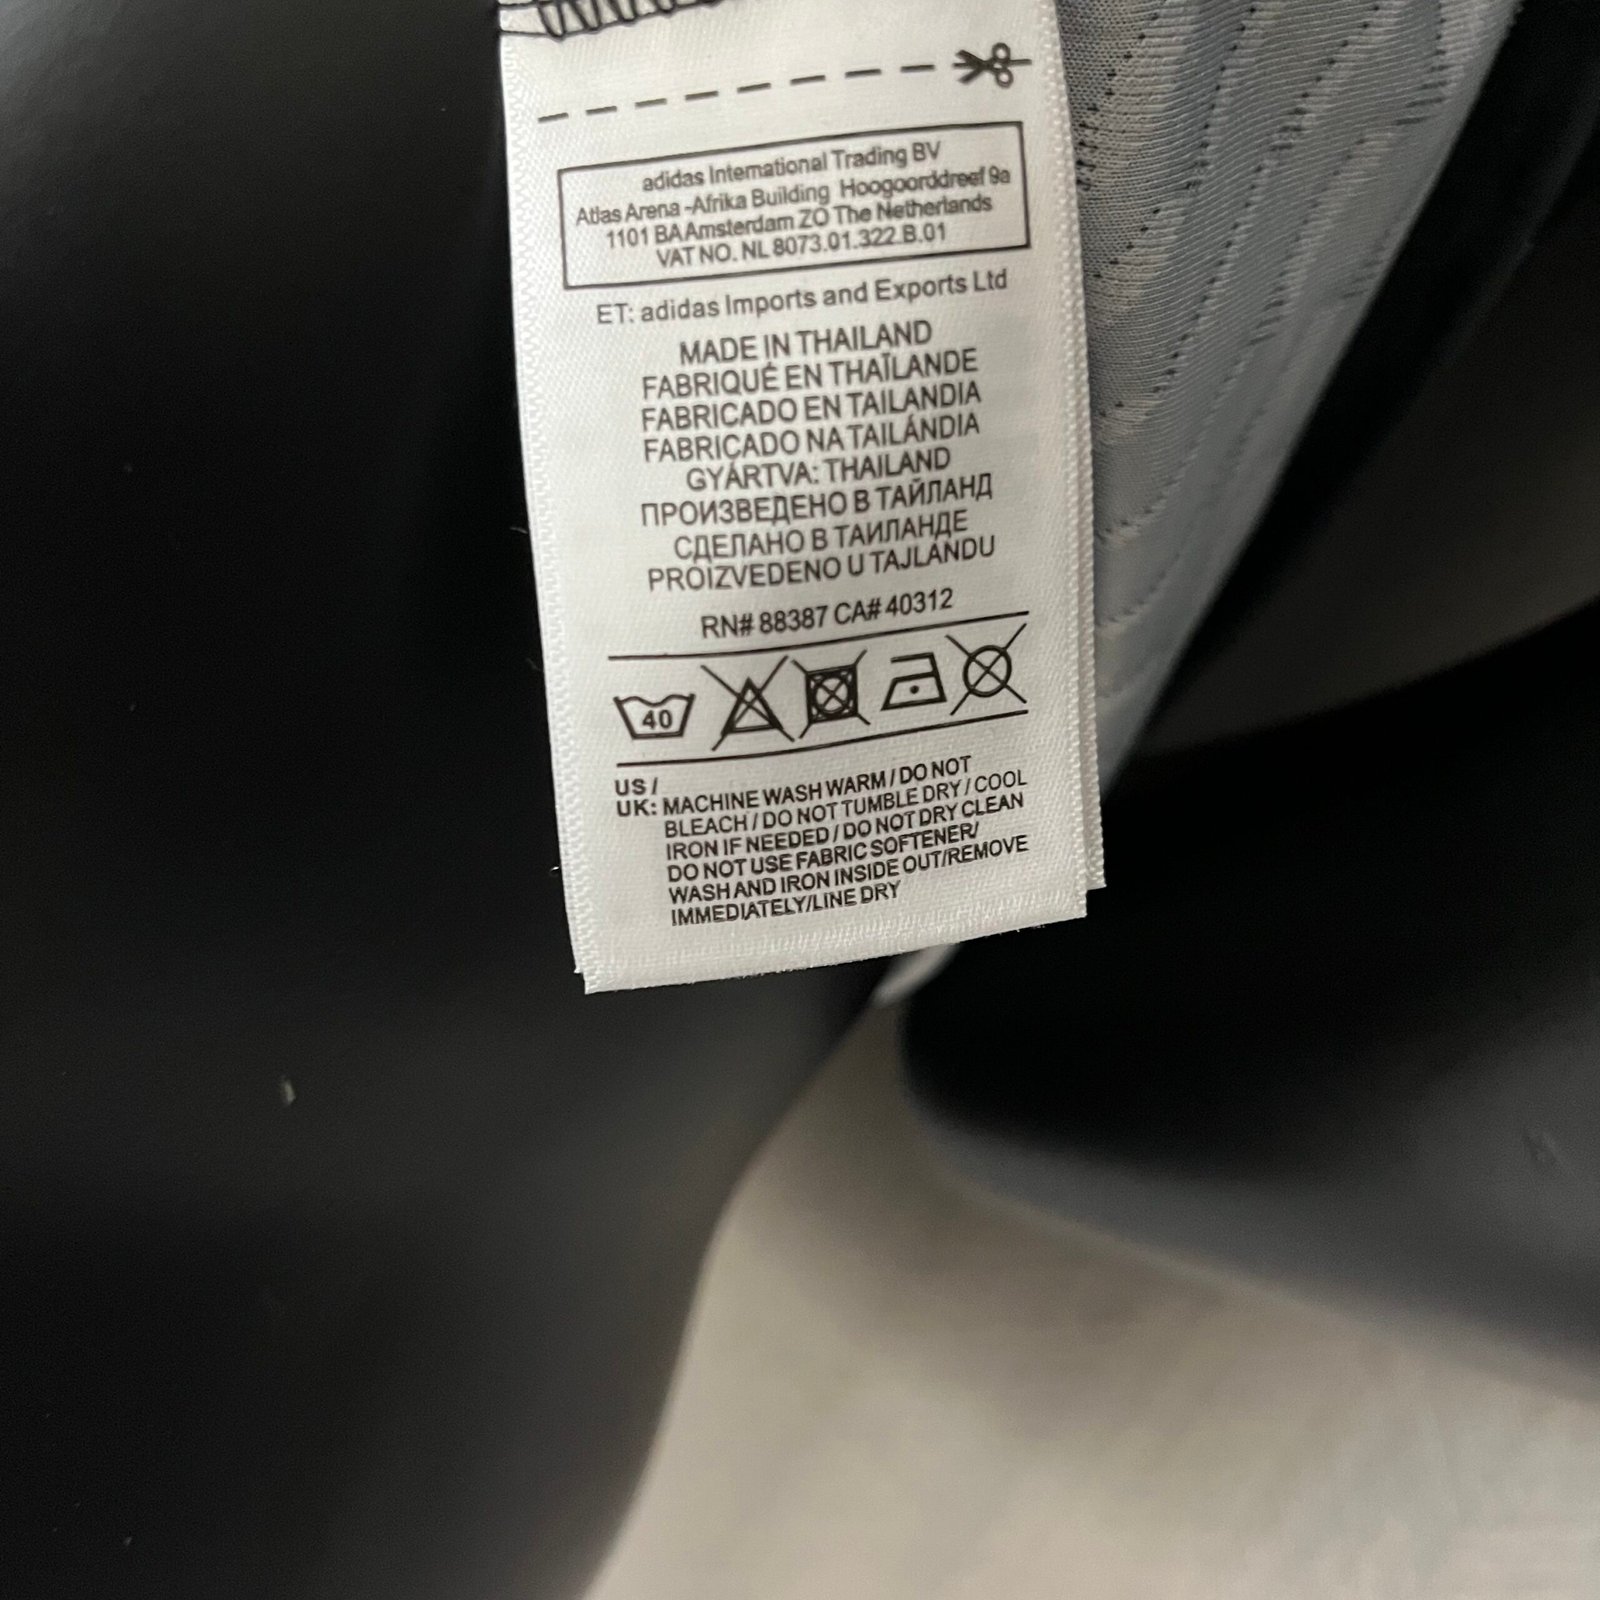 adidas International Trading BV
Atlas Arena -Afrika Building Hoogoorddreef 9a
1101 BA Amsterdam ZO The Netherlands
VAT NO. NL 8073.01.322.B.01
ET: adidas Imports and Exports Ltd
MADE IN THAILAND
FABRIQUÉ EN THAÏLANDE
FABRICADO EN TAILANDIA
FABRICADO NA TAILÁNDIA
GYÁRTVA: THAILAND
ПРОИЗВЕДЕНО В ТАЙЛАНД
СДЕЛАНО В ТАИЛАНДЕ
PROIZVEDENO U TAJLANDU
RN# 88387 CA# 40312
40
US /
UK: MACHINE WASH WARM / DO NOT
BLEACH / DO NOT TUMBLE DRY / COOL
IRON IF NEEDED / DO NOT DRY CLEAN
DO NOT USE FABRIC SOFTENER/
WASH AND IRON INSIDE OUT/REMOVE
IMMEDIATELY/LINE DRY